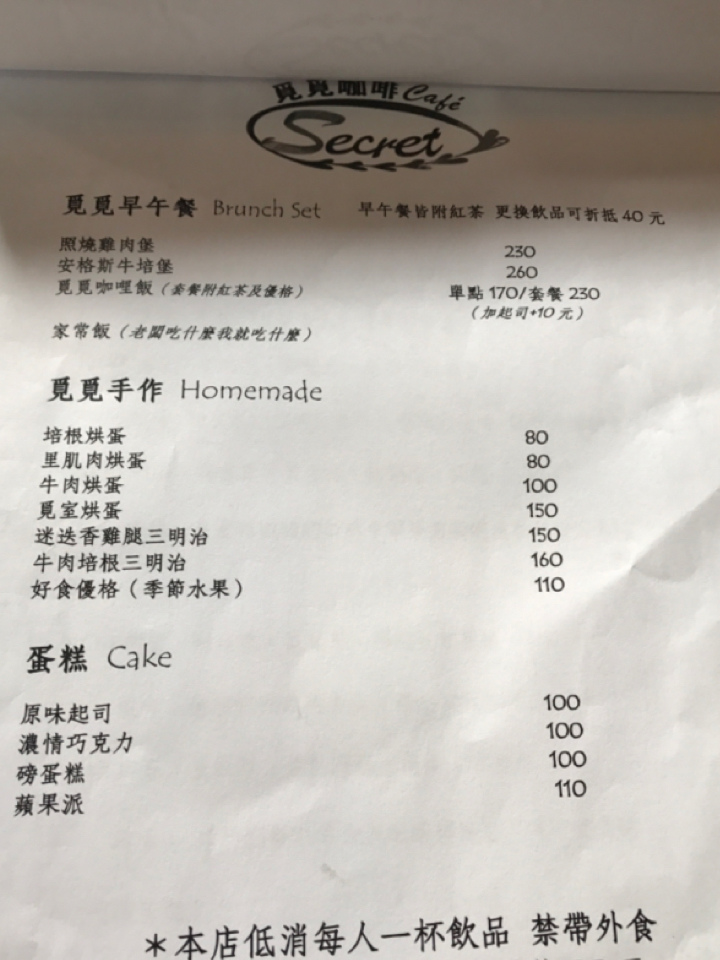 覓覓咖啡 Café
Secret
覓覓早午餐 Brunch Set 早午餐皆附紅茶 更換飲品可折抵 40 元
照燒雞肉堡 230
安格斯牛培堡 260
覓覓咖哩飯（套餐附紅茶及優格） 單點 170/套餐 230
（加起司+10 元）
家常飯（老闆吃什麼我就吃什麼）
覓覓手作 Homemade
培根烘蛋 80
里肌肉烘蛋 80
牛肉烘蛋 100
覓室烘蛋 150
迷迭香雞腿三明治 150
牛肉培根三明治 160
好食優格（季節水果） 110
蛋糕 Cake
原味起司 100
濃情巧克力 100
磅蛋糕 100
蘋果派 110
＊本店低消每人一杯飲品 禁帶外食